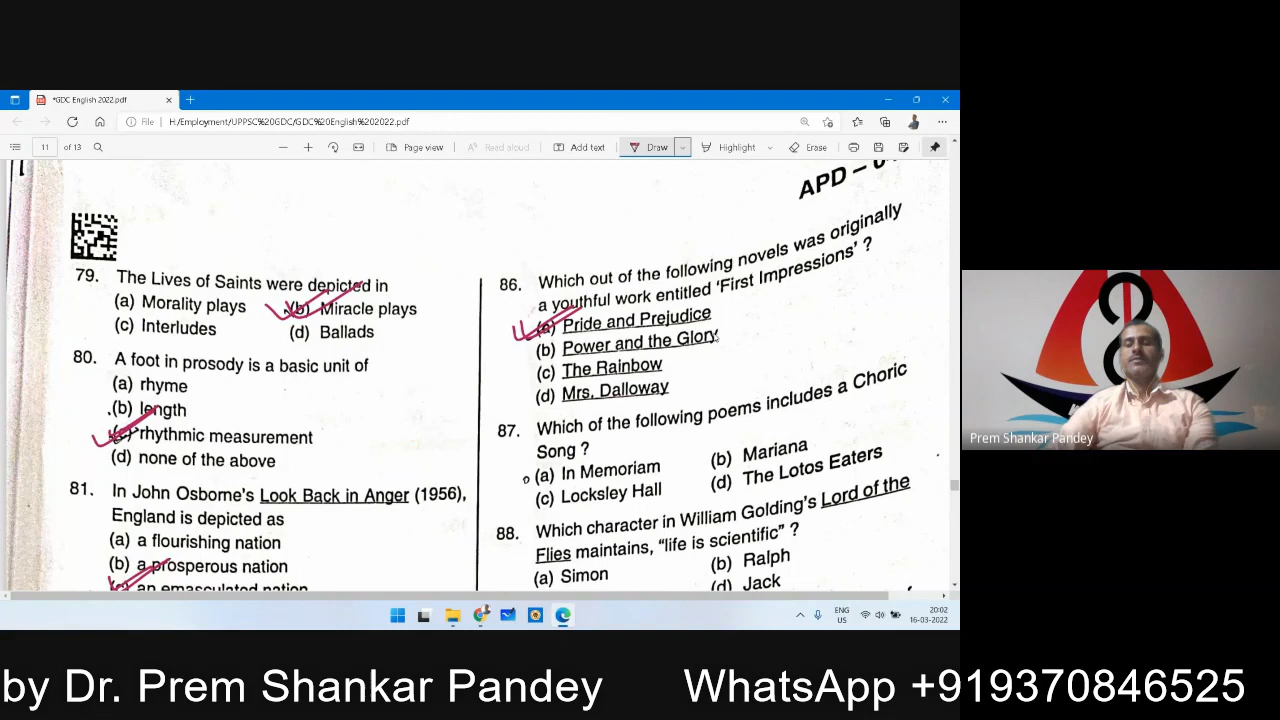 *GDC English 2022.pdf
File H:/Employment/UPPSC%20GDC/GDC%20English%202022.pdf
11 of 13
Page view
Read aloud
Add text
Draw
Highlight
Erase
APD – 0
79. The Lives of Saints were depicted in
(a) Morality plays (b) Miracle plays
(c) Interludes (d) Ballads
80. A foot in prosody is a basic unit of
(a) rhyme
(b) length
(c) rhythmic measurement
(d) none of the above
81. In John Osborne's Look Back in Anger (1956),
England is depicted as
(a) a flourishing nation
(b) a prosperous nation
an emasculated nation
86. Which out of the following novels was originally
a youthful work entitled 'First Impressions' ?
(a) Pride and Prejudice
(b) Power and the Glory
(c) The Rainbow
(d) Mrs. Dalloway
87. Which of the following poems includes a Choric
Song ?
(a) In Memoriam (b) Mariana
(c) Locksley Hall (d) The Lotos Eaters
88. Which character in William Golding's Lord of the
Flies maintains, "life is scientific" ?
(a) Simon (b) Ralph
(d) Jack
Prem Shankar Pandey
ENG
US
20:02
16-03-2022
by Dr. Prem Shankar Pandey WhatsApp +919370846525